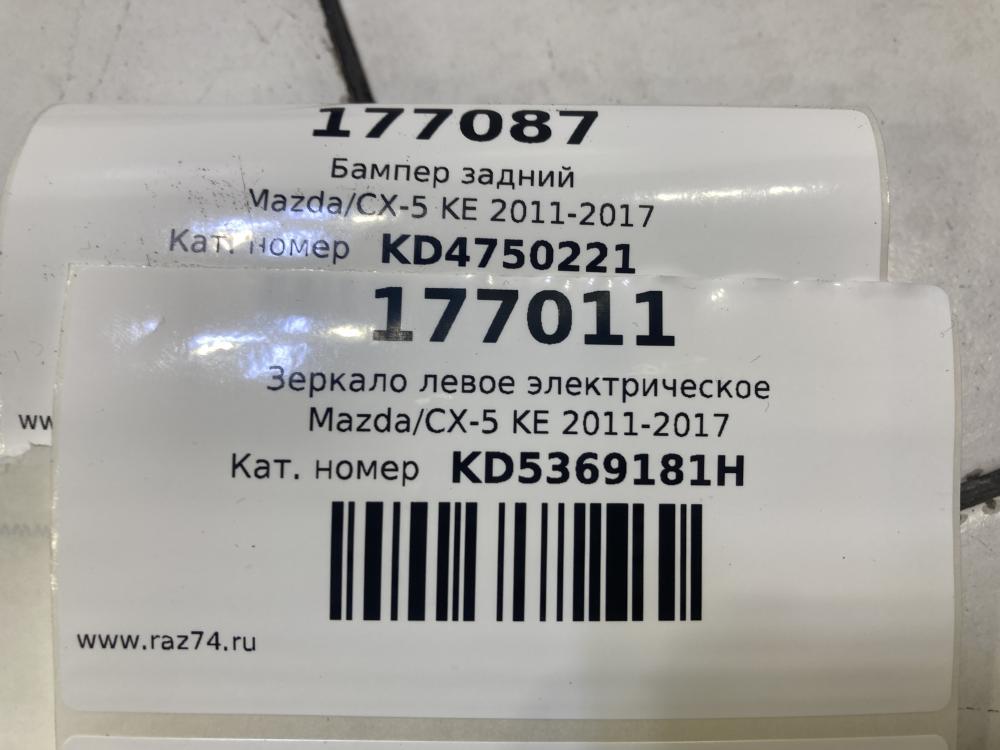 177087
Бампер задний
Mazda/CX-5 KE 2011-2017
Кат. номер KD4750221
177011
Зеркало левое электрическое
Mazda/CX-5 KE 2011-2017
Кат. номер KD5369181H
ww
www.raz74.ru